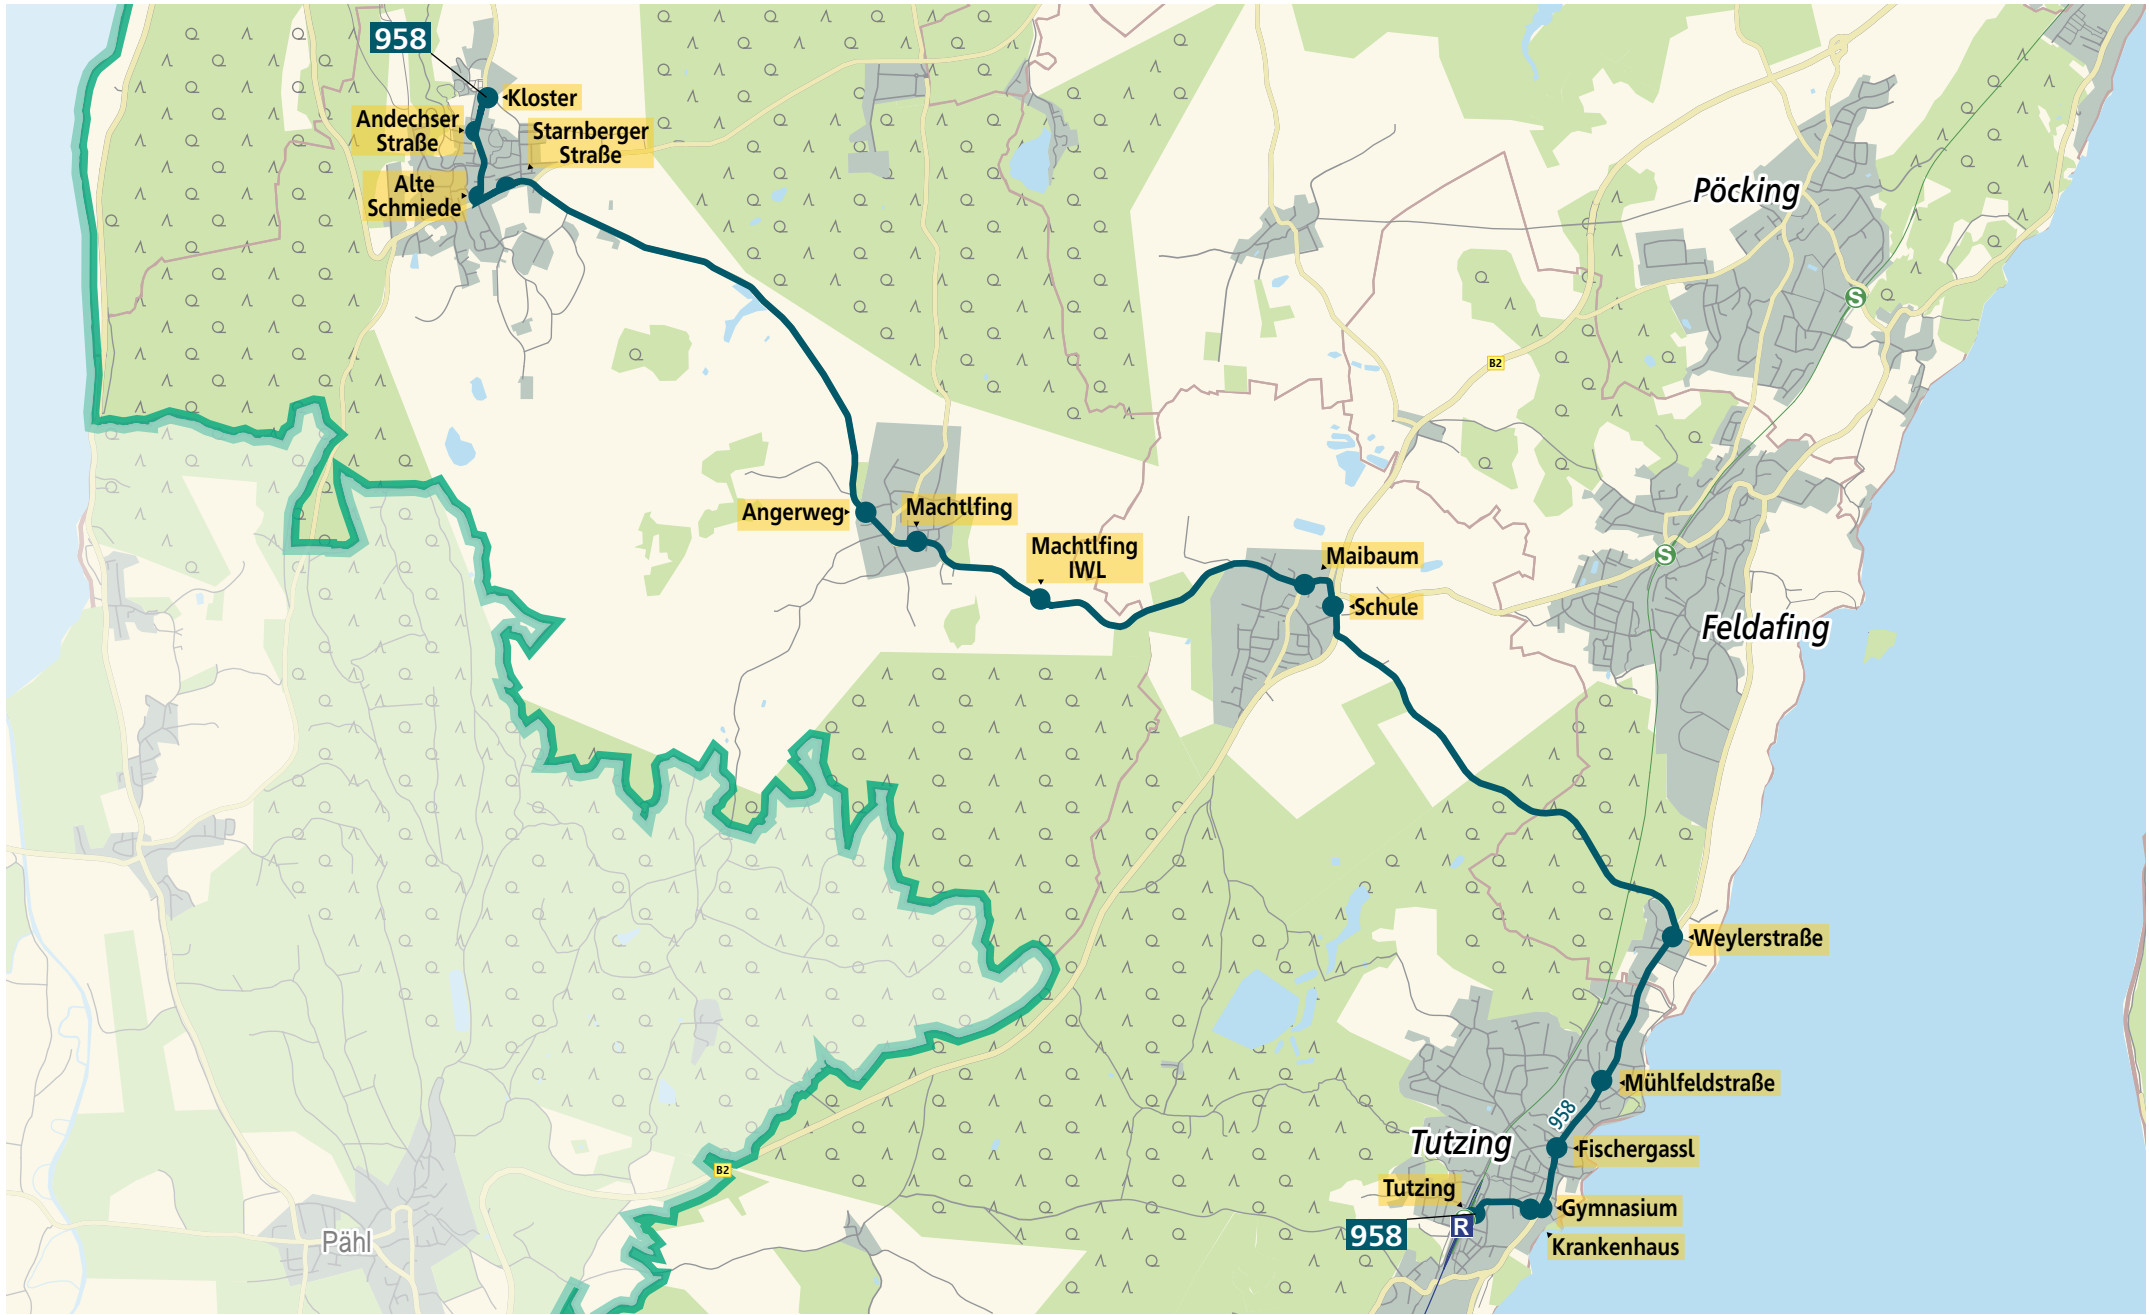 958
Kloster
Andechser
Straße
Starnberger
Straße
Alte
Schmiede
Pöcking
S
B2
Angerweg
Machtlfing
Machtlfing
IWL
Maibaum
Schule
S
Feldafing
Weylerstraße
Mühlfeldstraße
958
Tutzing
Fischergassl
B2
Tutzing
Gymnasium
R
958
Krankenhaus
Pähl